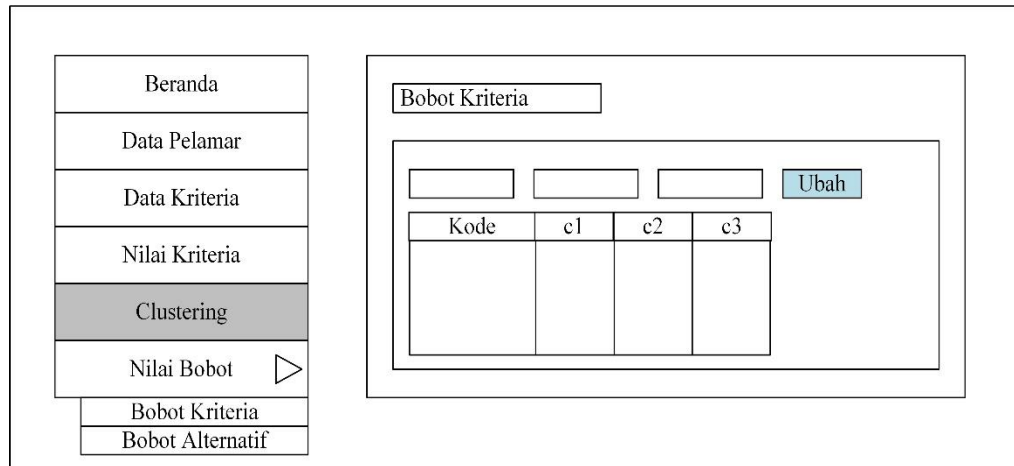 Beranda
Data Pelamar
Data Kriteria
Nilai Kriteria
Clustering
Nilai Bobot
Bobot Kriteria
Bobot Alternatif
Bobot Kriteria
Ubah
Kode c1 c2 c3